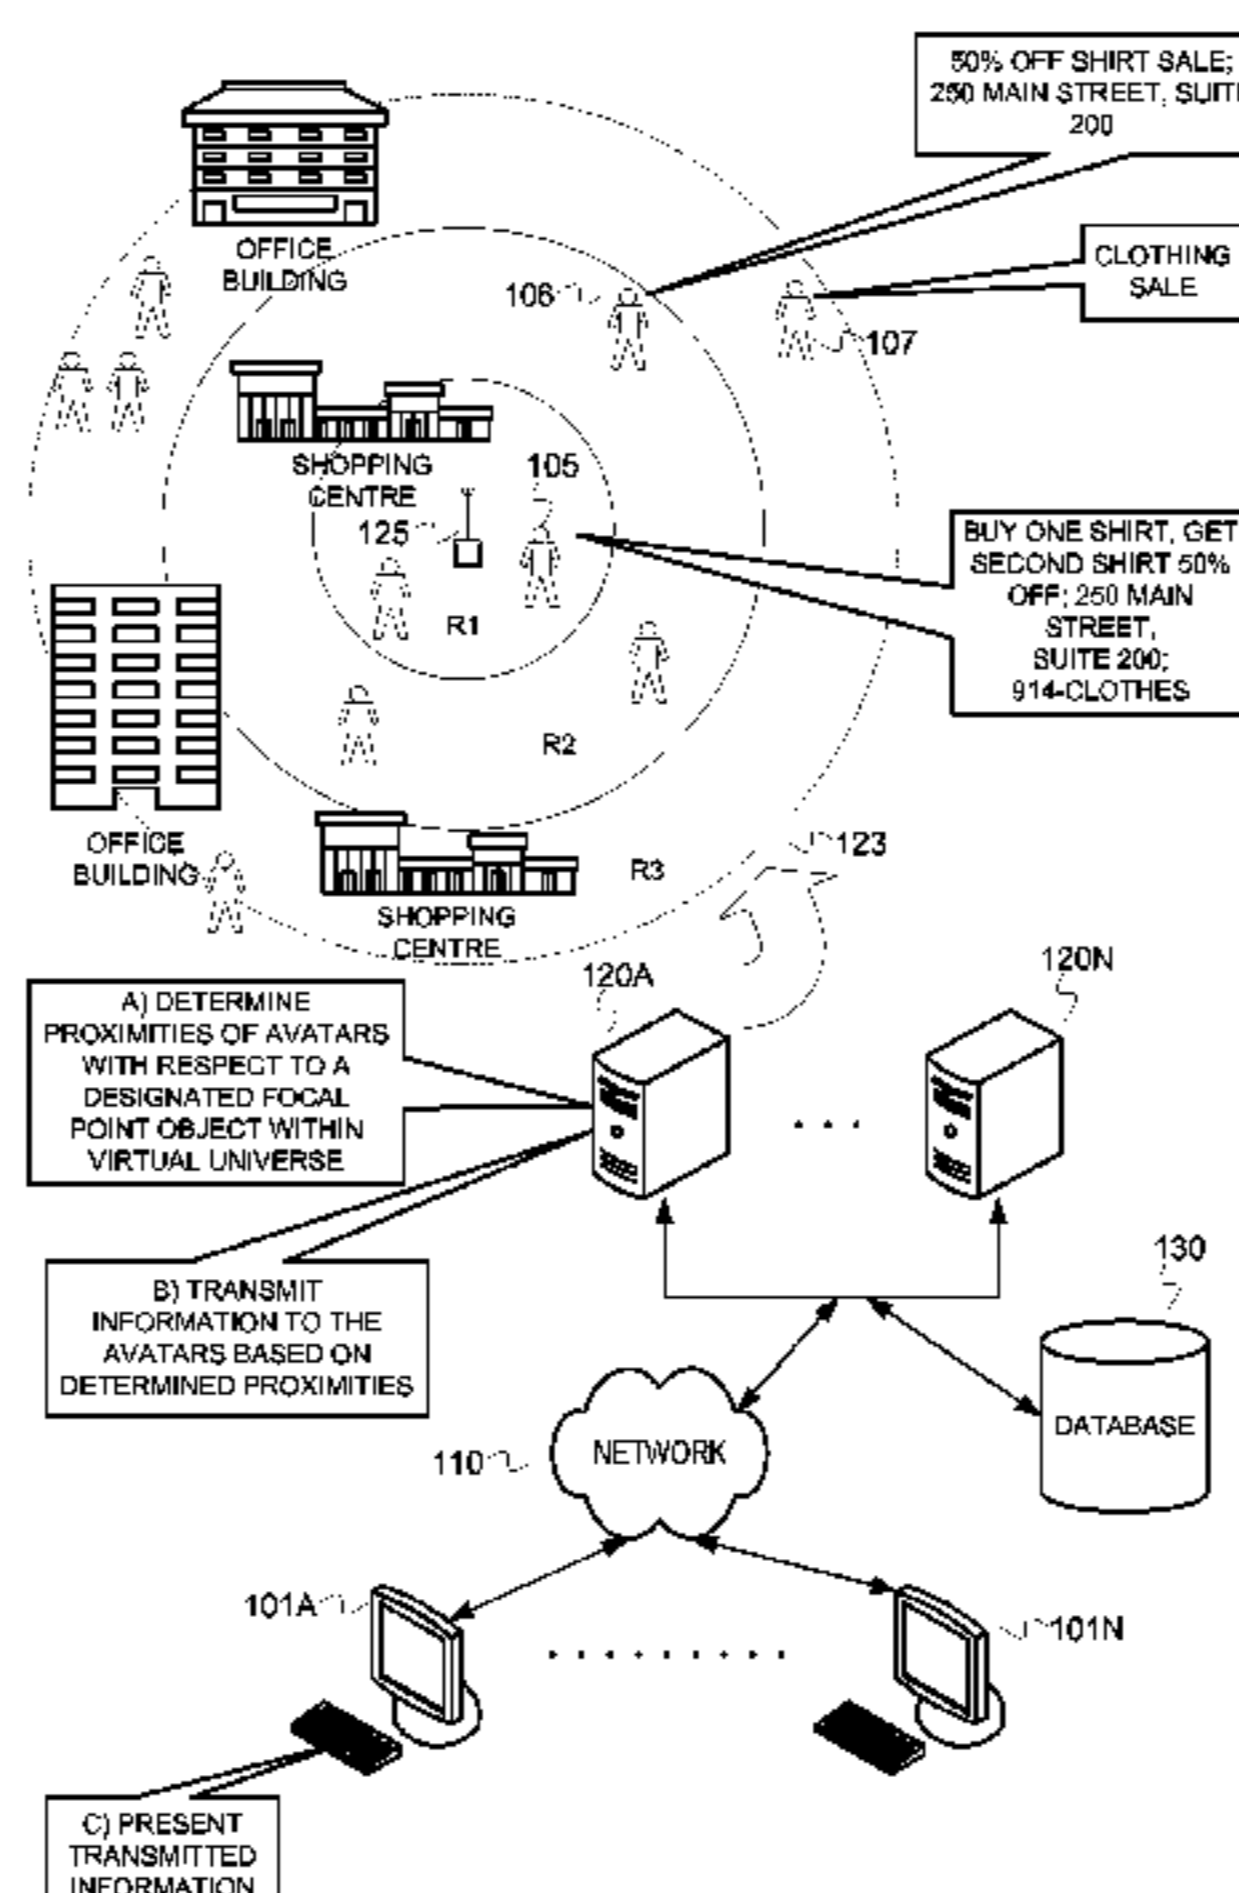 50% OFF SHIRT SALE;
250 MAIN STREET, SUITE
200
OFFICE
BUILDING
CLOTHING
SALE
106
107
SHOPPING
CENTRE
105
125
R1
BUY ONE SHIRT, GET
SECOND SHIRT 50%
OFF; 250 MAIN
STREET,
SUITE 200;
914-CLOTHES
R2
OFFICE
BUILDING
R3
123
SHOPPING
CENTRE
120A
120N
A) DETERMINE
PROXIMITIES OF AVATARS
WITH RESPECT TO A
DESIGNATED FOCAL
POINT OBJECT WITHIN
VIRTUAL UNIVERSE
B) TRANSMIT
INFORMATION TO THE
AVATARS BASED ON
DETERMINED PROXIMITIES
130
DATABASE
110
NETWORK
101A
101N
C) PRESENT
TRANSMITTED
INFORMATION